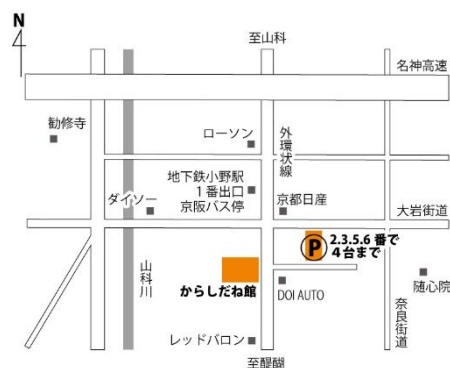 N
至山科
名神高速
勧修寺
ローソン
外環状線
地下鉄小野駅
1番出口
京阪バス停
ダイソー
京都日産
大岩街道
P
2.3.5.6 番で
4台まで
山科川
からしだね館
DOI AUTO
随心院
奈良街道
レッドバロン
至醍醐